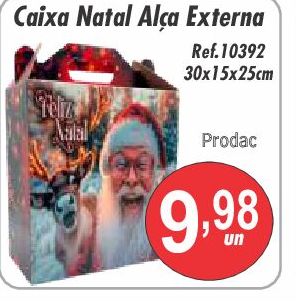 Caixa Natal Alça Externa
Ref.10392
30x15x25cm
Feliz
Natal
Prodac
9,98
un